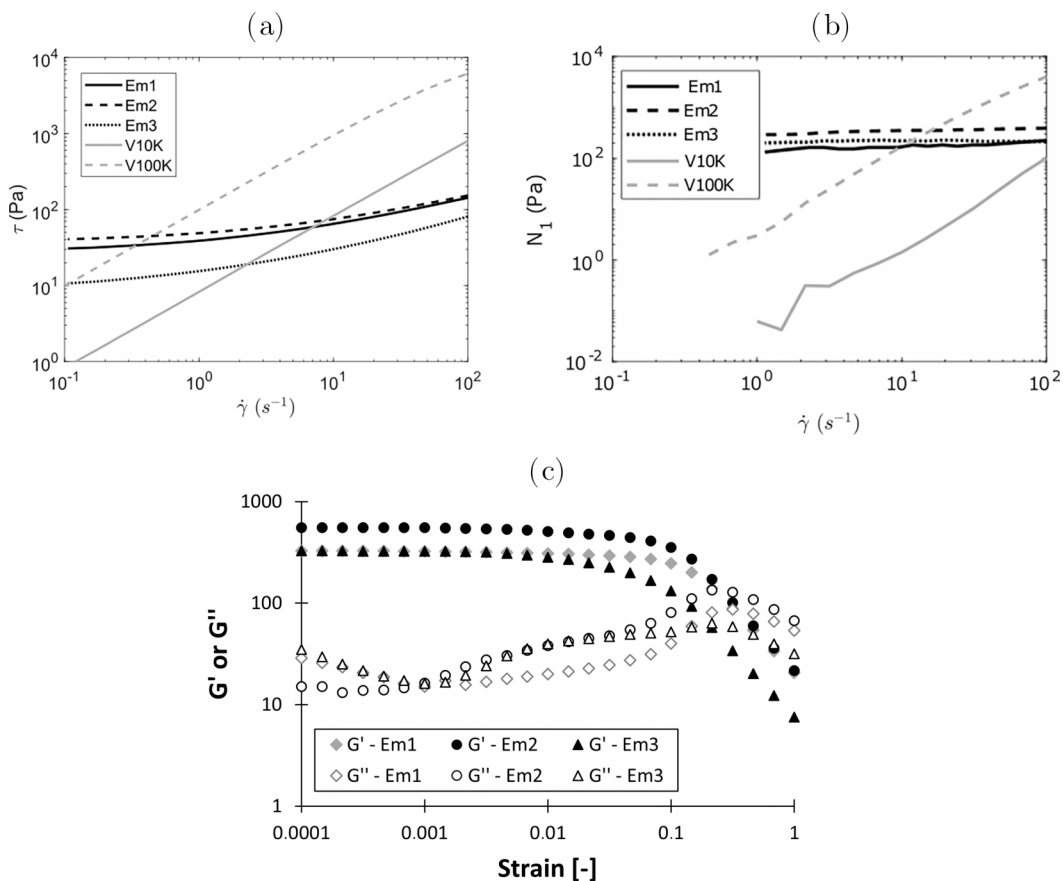 (a)
10^4
10^3
10^2
10^1
10^0
τ (Pa)
Em1
Em2
Em3
V10K
V100K
10^-1 10^0 10^1 10^2
γ̇ (s^-1)
(b)
10^4
10^2
10^0
10^-2
N_1 (Pa)
Em1
Em2
Em3
V10K
V100K
10^-1 10^0 10^1 10^2
γ̇ (s^-1)
(c)
1000
100
10
1
G' or G''
G' - Em1 G' - Em2 G' - Em3
G'' - Em1 G'' - Em2 G'' - Em3
0.0001 0.001 0.01 0.1 1
Strain [-]